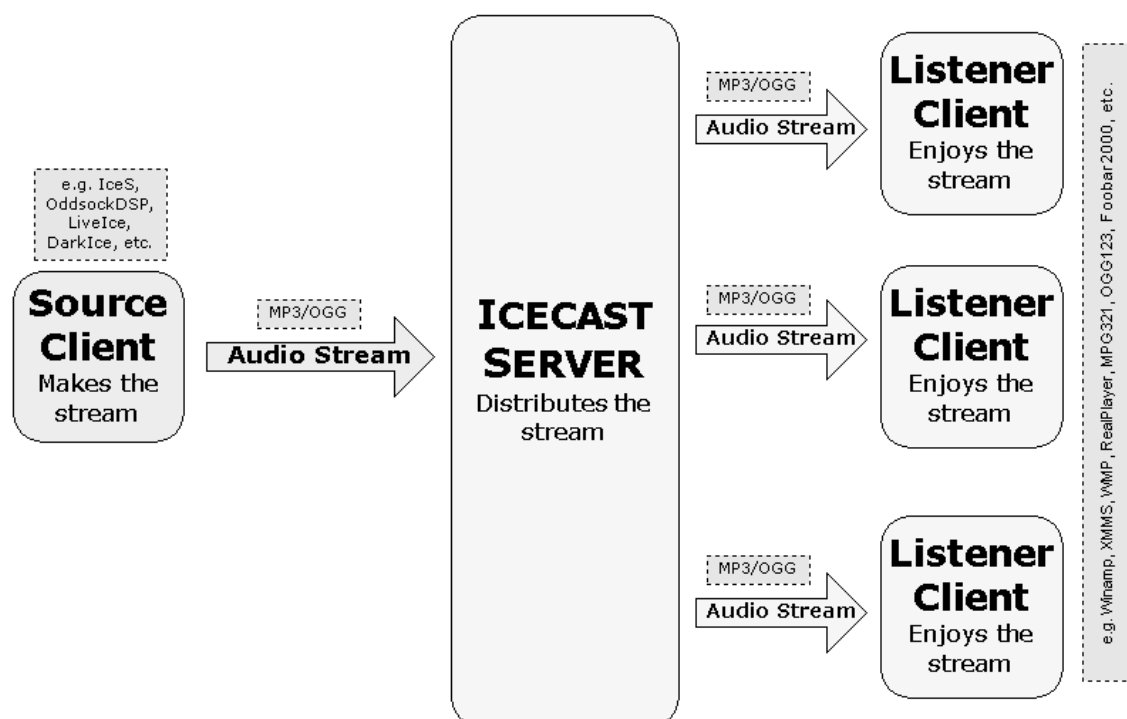 e.g. IceS,
OddsockDSP,
LiveIce,
DarkIce, etc.
Source
Client
Makes the
stream
MP3/OGG
Audio Stream
ICECAST
SERVER
Distributes the
stream
MP3/OGG
Audio Stream
Listener
Client
Enjoys the
stream
MP3/OGG
Audio Stream
Listener
Client
Enjoys the
stream
MP3/OGG
Audio Stream
Listener
Client
Enjoys the
stream
e.g. Winamp, XMMS, WMP, RealPlayer, MPG321, OGG123, Foobar2000, etc.